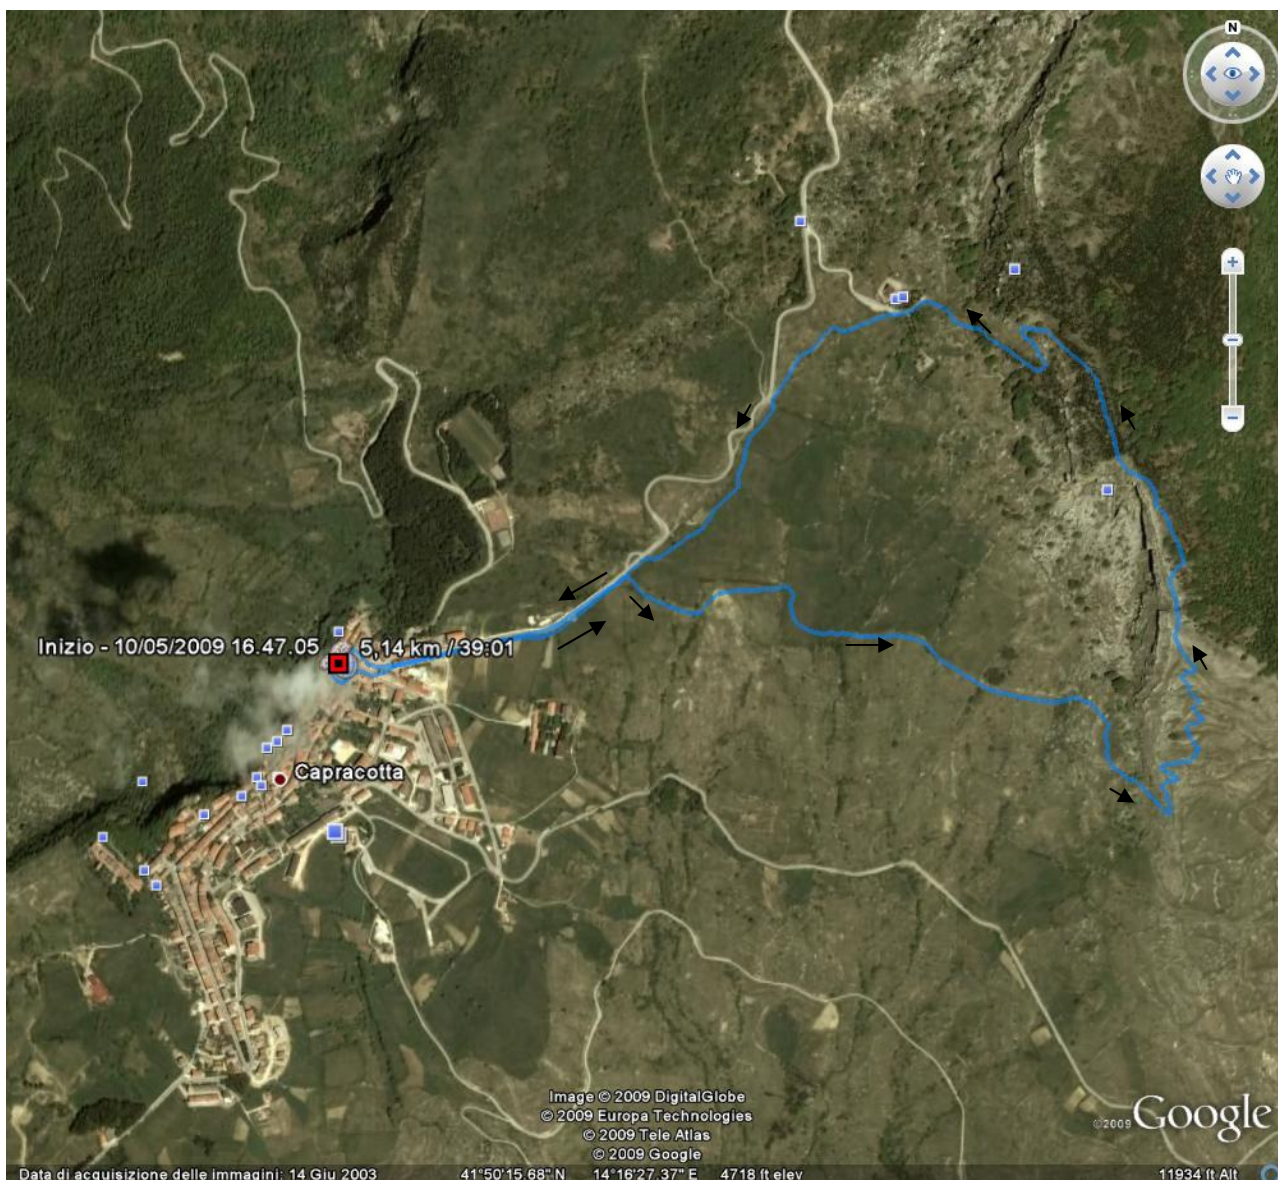 N
Inizio - 10/05/2009 16.47.05 5,14 km / 39:01
Capracotta
Image © 2009 DigitalGlobe
© 2009 Europa Technologies
© 2009 Tele Atlas
© 2009 Google
©2009 Google
Data di acquisizione delle immagini: 14 Giu 2003 41°50'15.68" N 14°16'27.37" E 4718 ft elev 11934 ft Alt